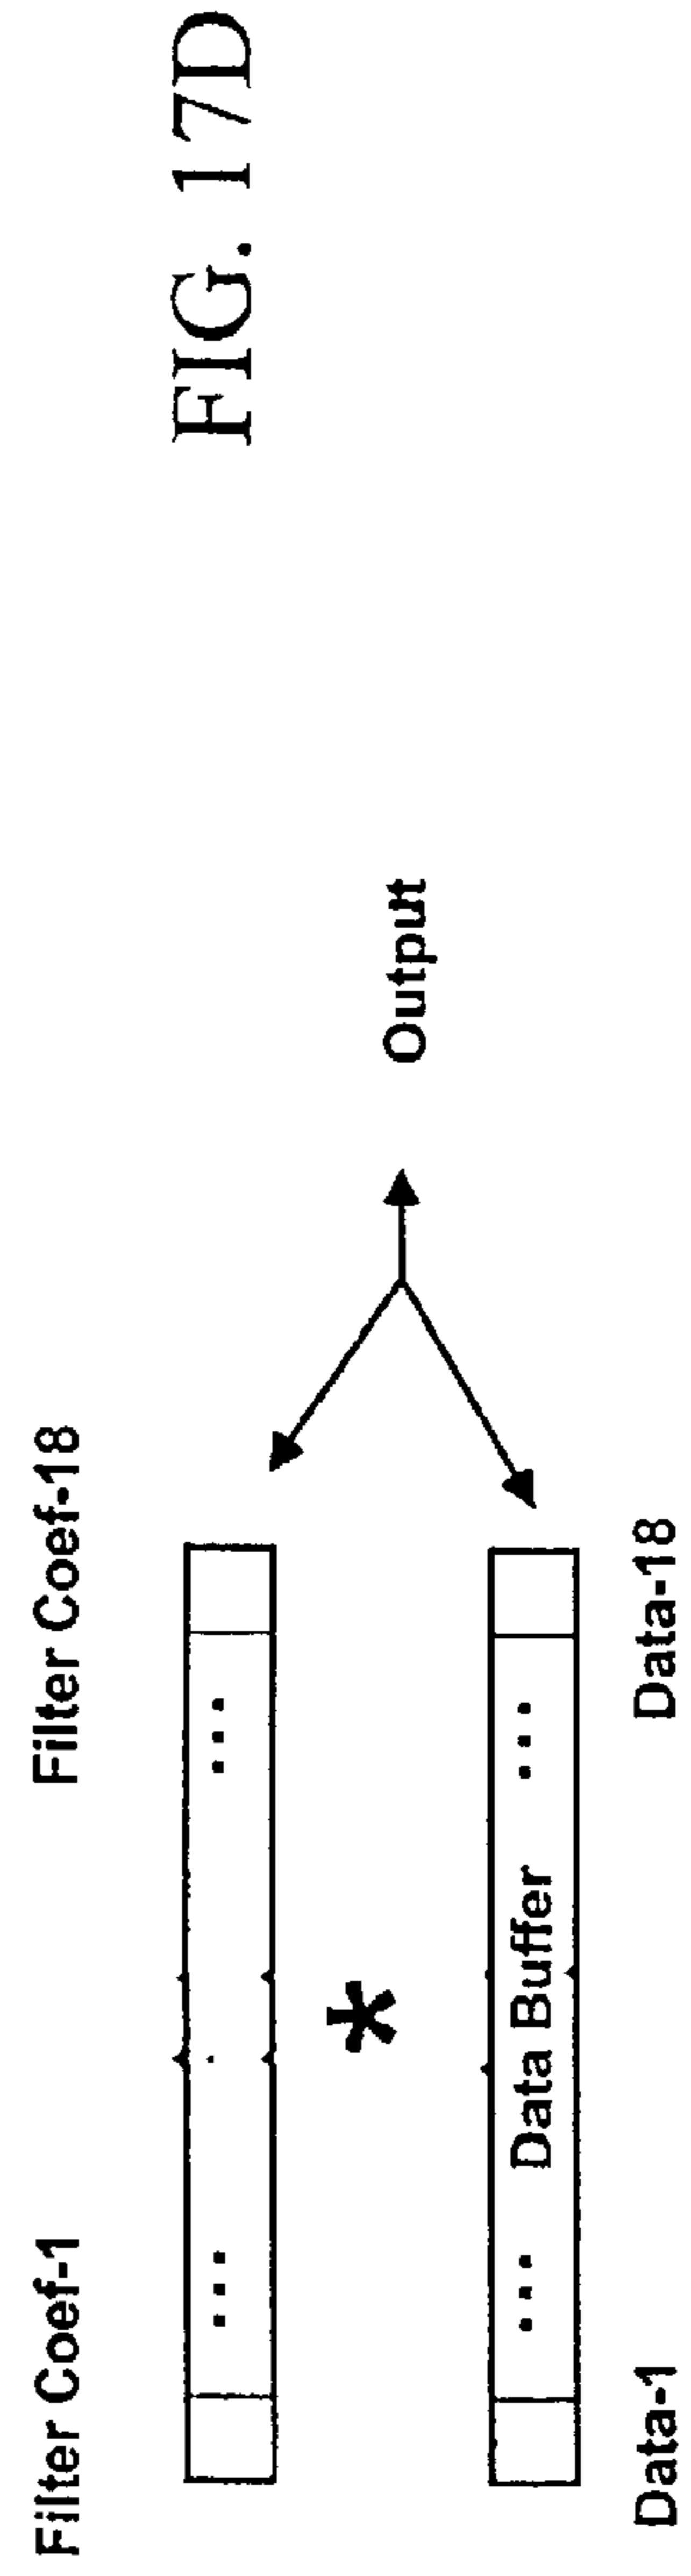 Filter Coef-1
Filter Coef-18
... ...
*
Output
... Data Buffer ...
Data-1
Data-18
FIG. 17D